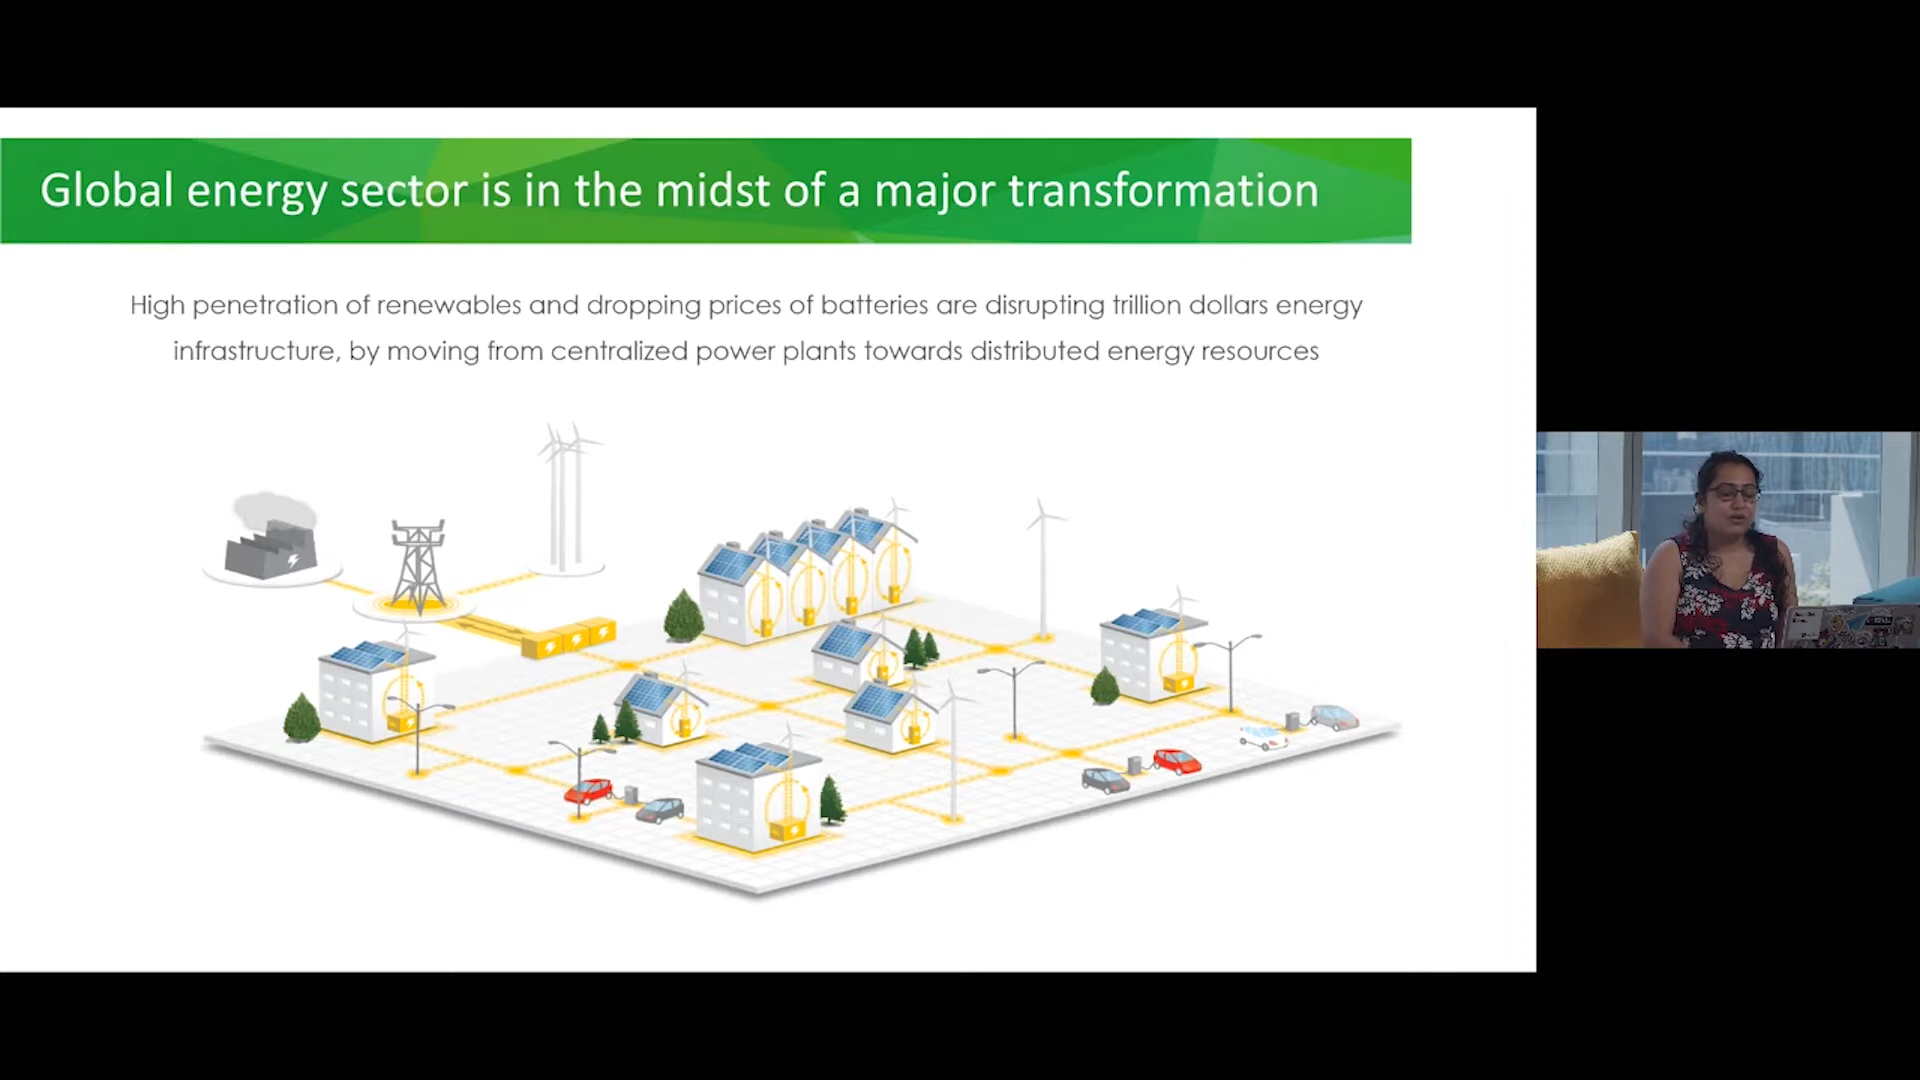 Global energy sector is in the midst of a major transformation
High penetration of renewables and dropping prices of batteries are disrupting trillion dollars energy
infrastructure, by moving from centralized power plants towards distributed energy resources